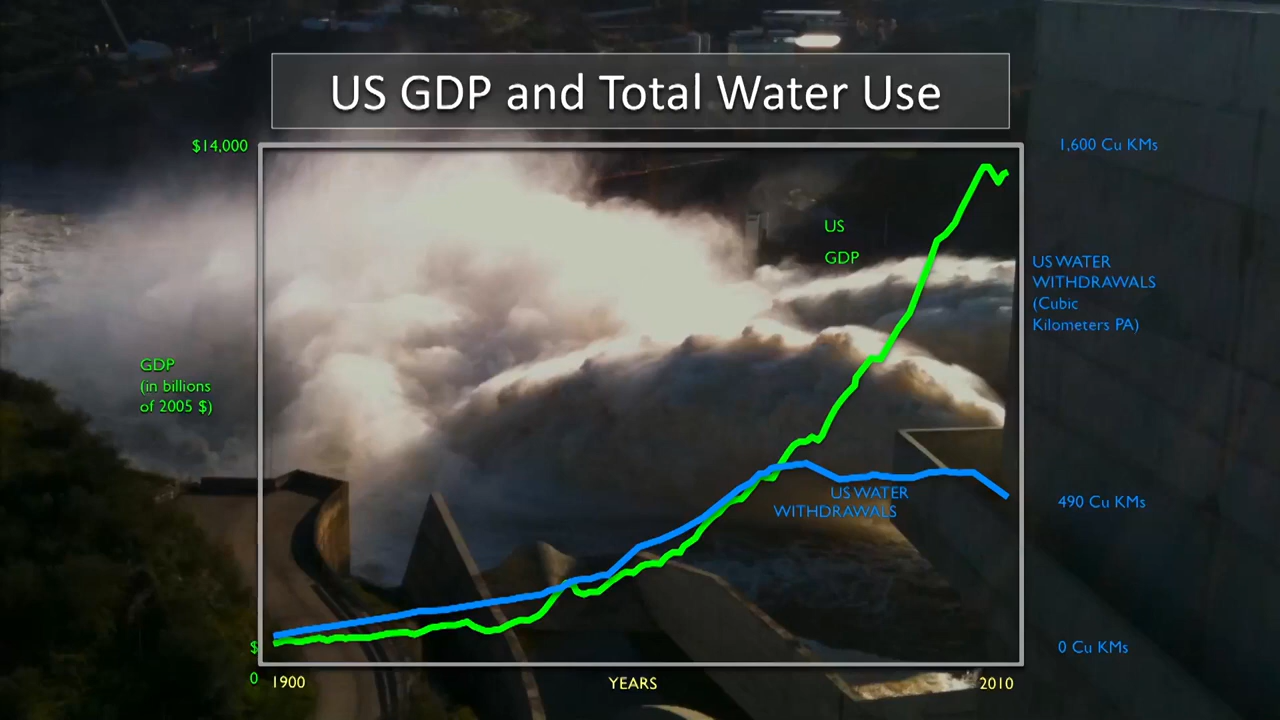 US GDP and Total Water Use
$14,000
1,600 Cu KMs
US
GDP
US WATER
WITHDRAWALS
(Cubic
Kilometers PA)
GDP
(in billions
of 2005 $)
US WATER
WITHDRAWALS
490 Cu KMs
$
0
0 Cu KMs
1900
YEARS
2010